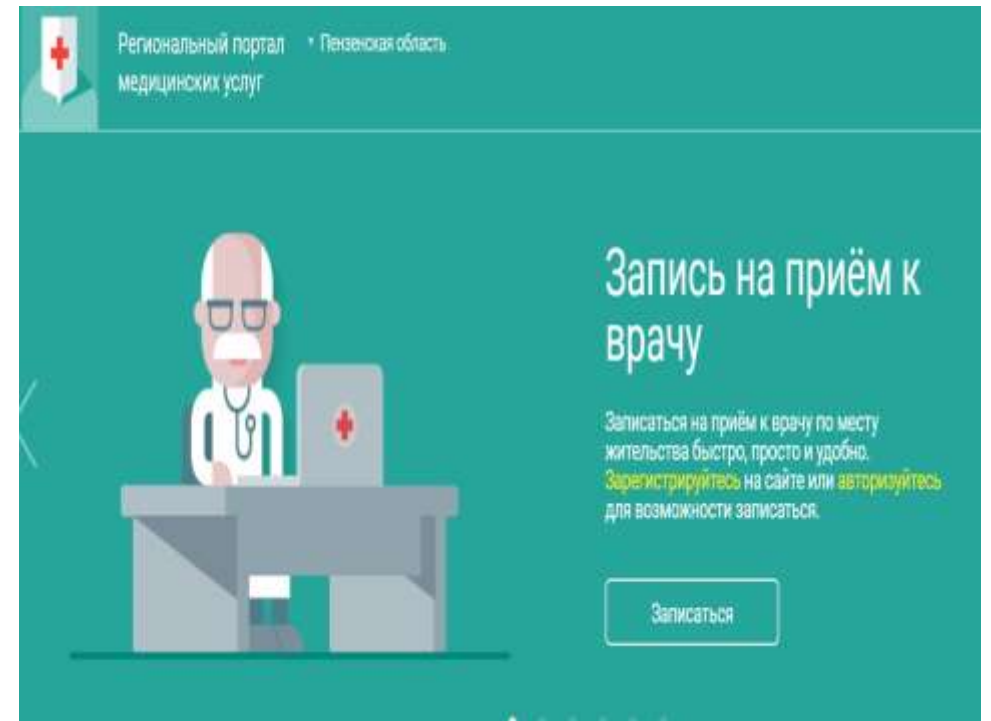 Региональный портал
медицинских услуг
Пензенская область
Запись на приём к
врачу
Записаться на приём к врачу по месту
жительства быстро, просто и удобно.
Зарегистрируйтесь на сайте или авторизуйтесь
для возможности записаться.
Записаться